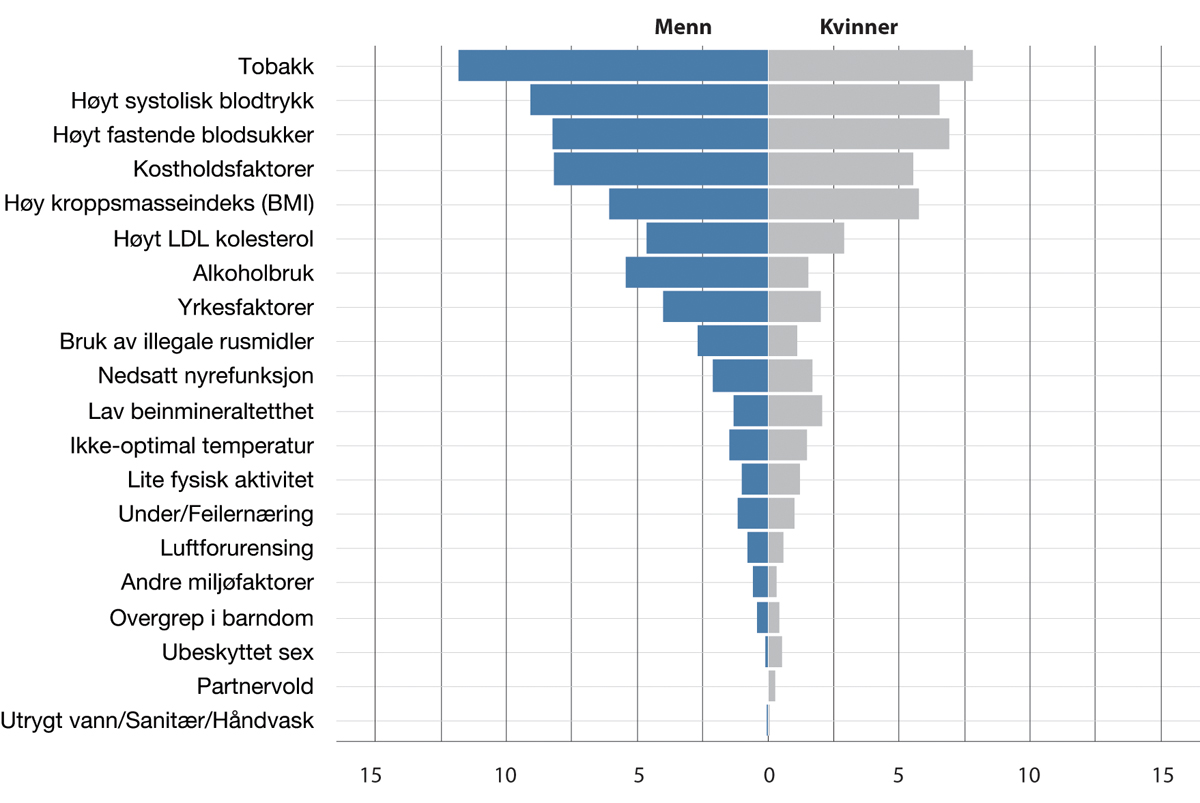 Menn Kvinner
Tobakk
Høyt systolisk blodtrykk
Høyt fastende blodsukker
Kostholdsfaktorer
Høy kroppsmasseindeks (BMI)
Høyt LDL kolesterol
Alkoholbruk
Yrkesfaktorer
Bruk av illegale rusmidler
Nedsatt nyrefunksjon
Lav beinmineraltetthet
Ikke-optimal temperatur
Lite fysisk aktivitet
Under/Feilernæring
Luftforurensing
Andre miljøfaktorer
Overgrep i barndom
Ubeskyttet sex
Partnervold
Utrygt vann/Sanitær/Håndvask
15 10 5 0 5 10 15